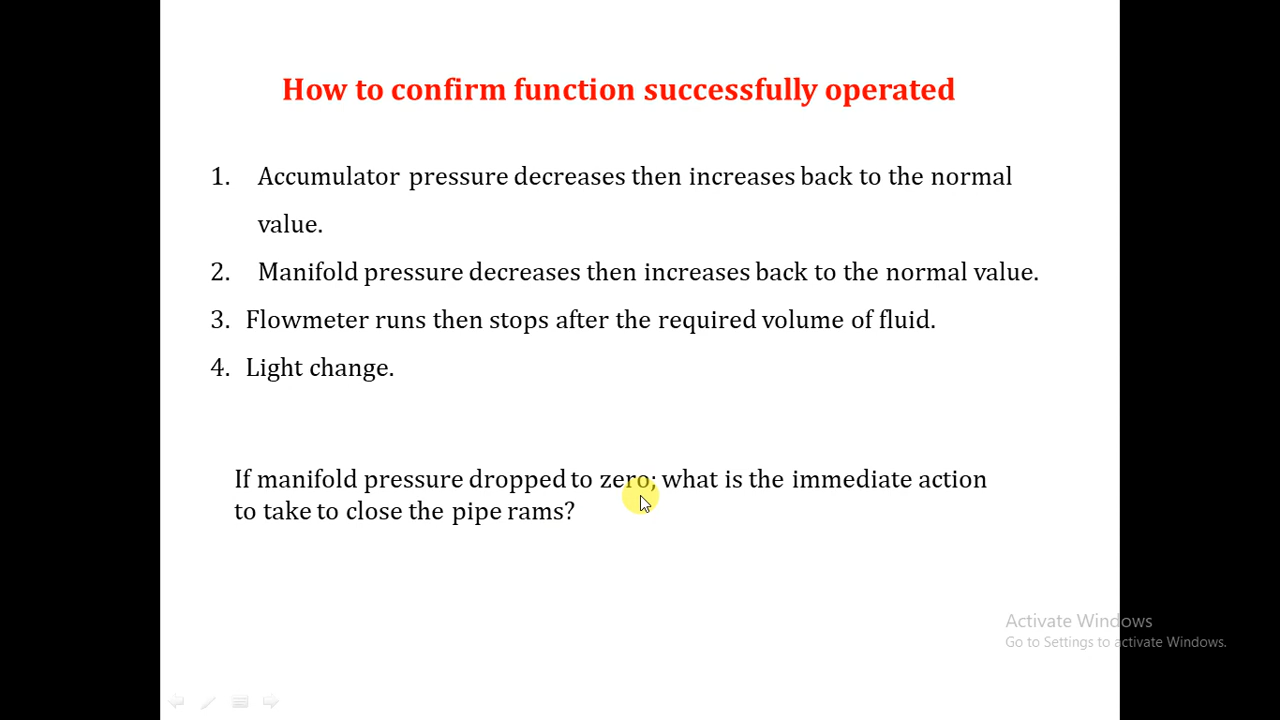 How to confirm function successfully operated
1. Accumulator pressure decreases then increases back to the normal
value.
2. Manifold pressure decreases then increases back to the normal value.
3. Flowmeter runs then stops after the required volume of fluid.
4. Light change.
If manifold pressure dropped to zero; what is the immediate action
to take to close the pipe rams?
Activate Windows
Go to Settings to activate Windows.